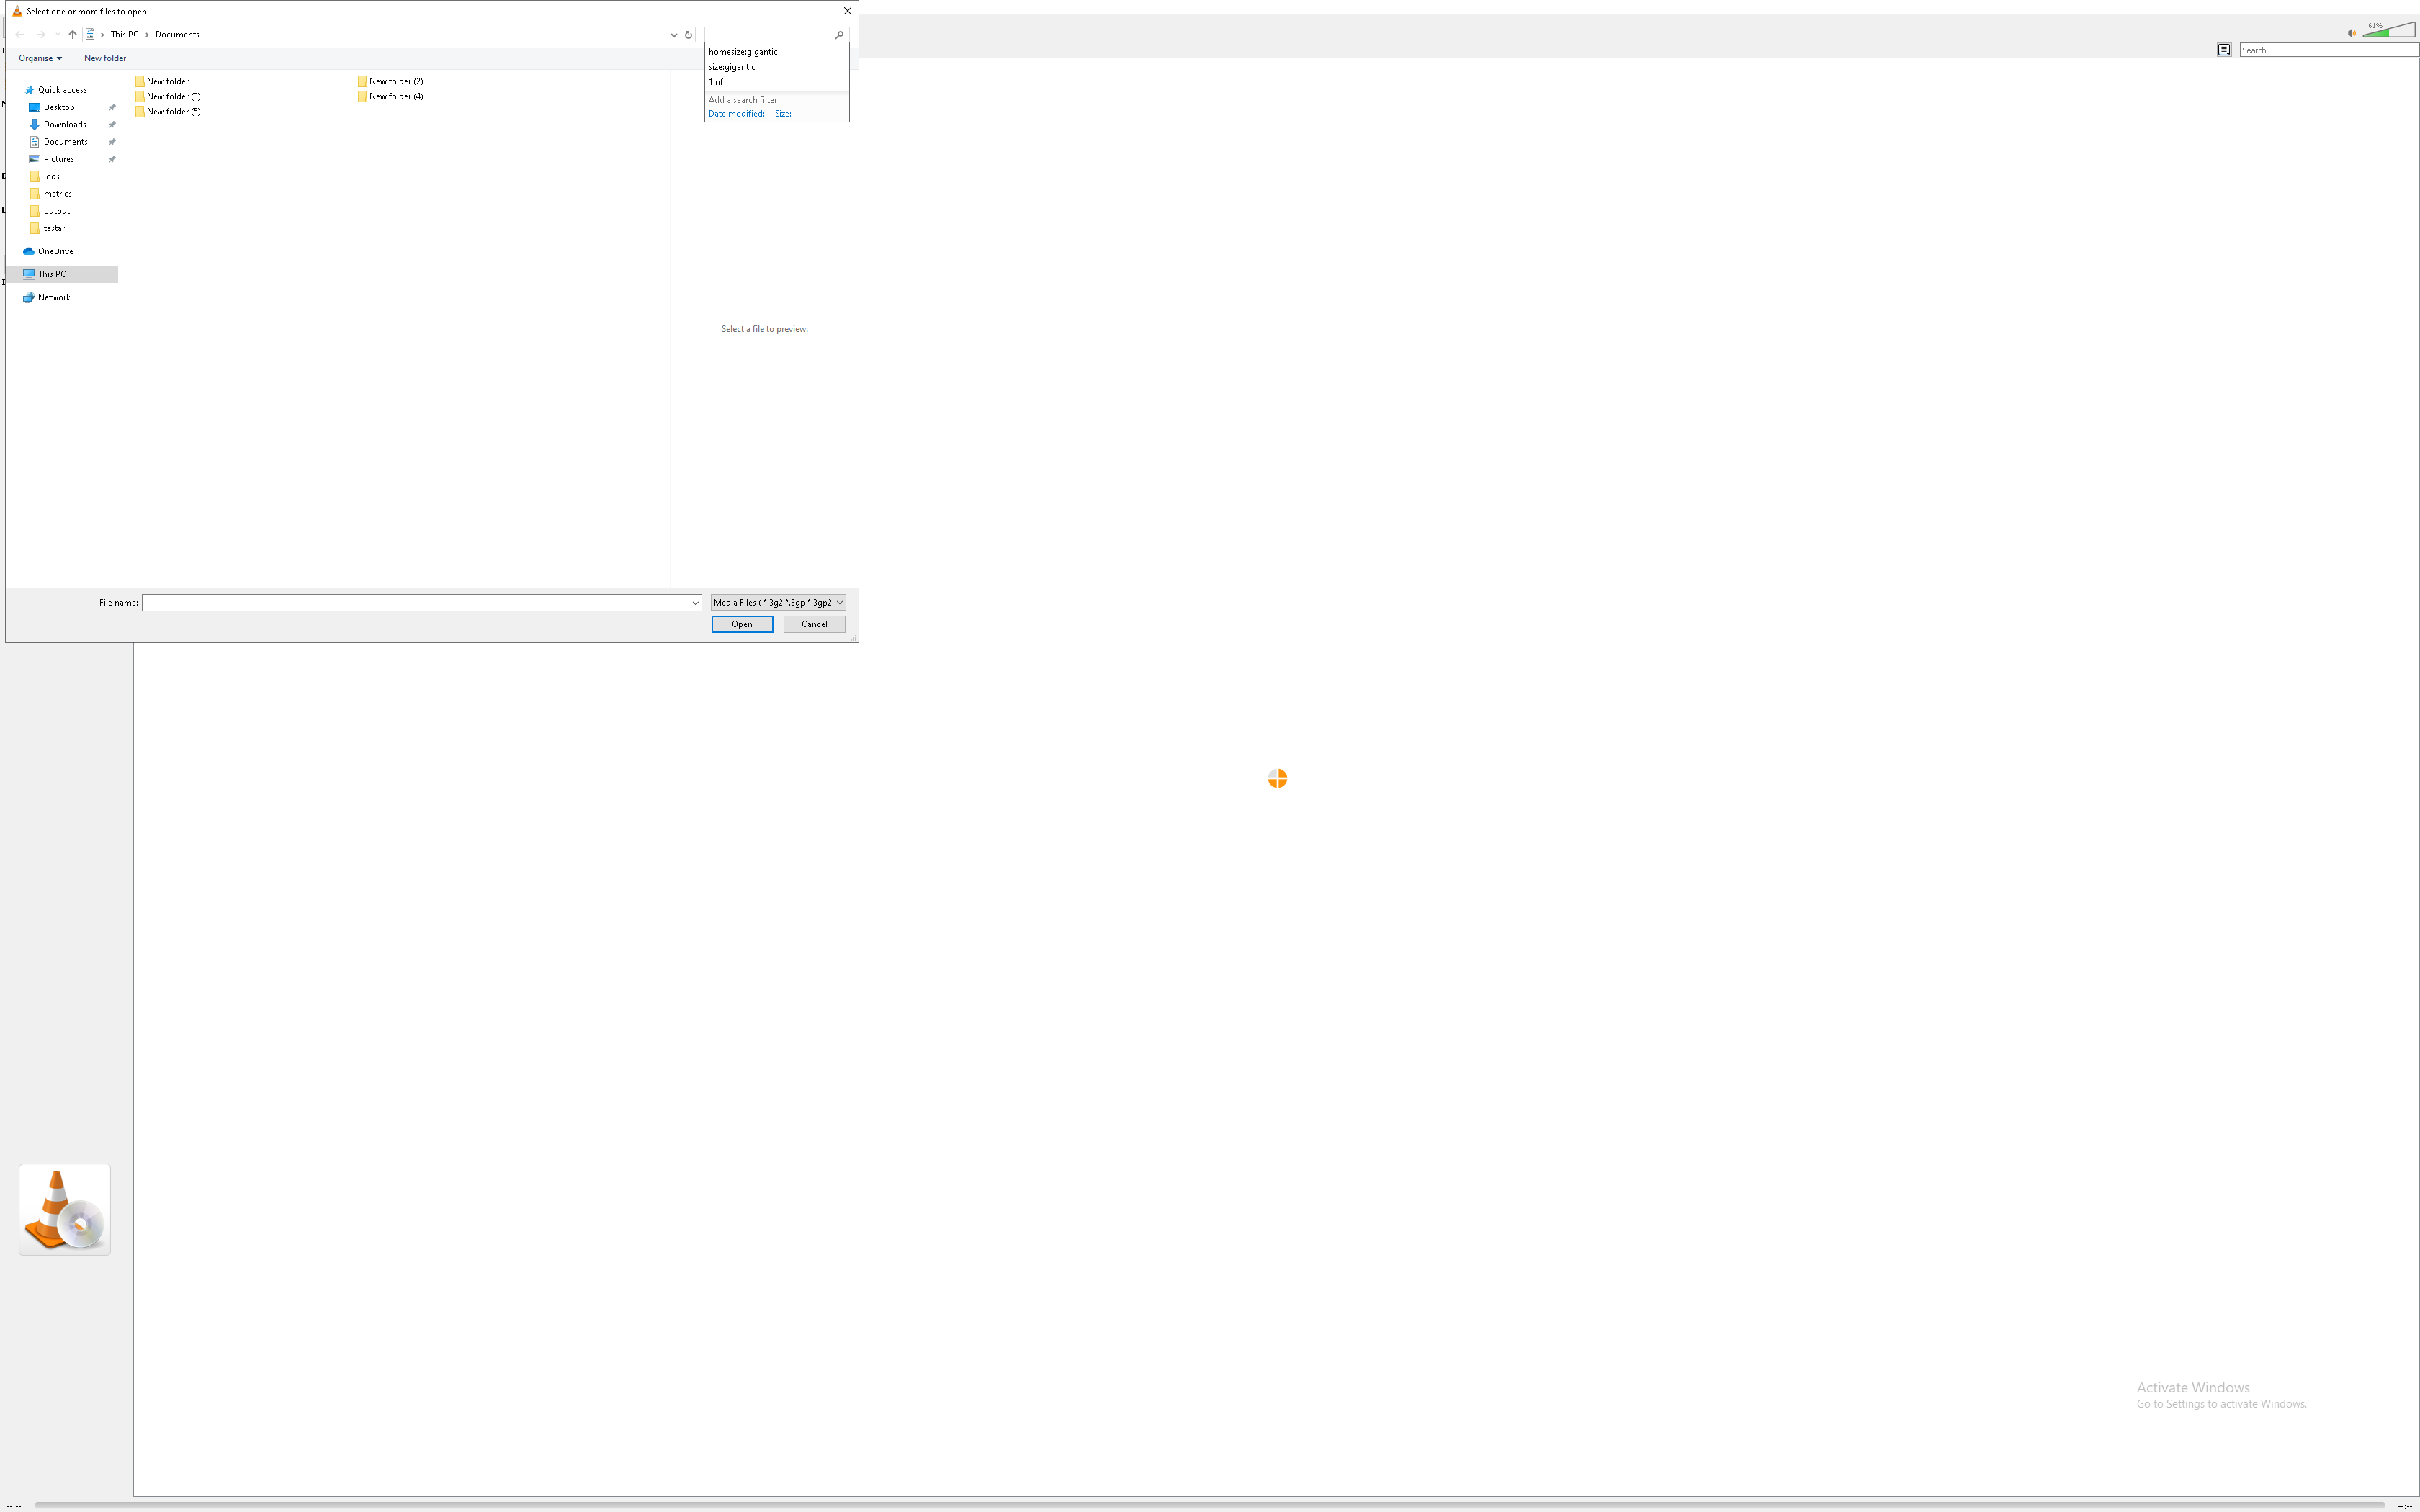 Select one or more files to open
This PC > Documents
Organise
New folder
homesize:gigantic
size:gigantic
1inf
Add a search filter
Date modified: Size:
Quick access
Desktop
Downloads
Documents
Pictures
logs
metrics
output
testar
OneDrive
This PC
Network
New folder
New folder (2)
New folder (3)
New folder (4)
New folder (5)
Select a file to preview.
File name:
Media Files ( *.3g2 *.3gp *.3gp2
Open
Cancel
61%
Search
Activate Windows
Go to Settings to activate Windows.
--:--
--:--